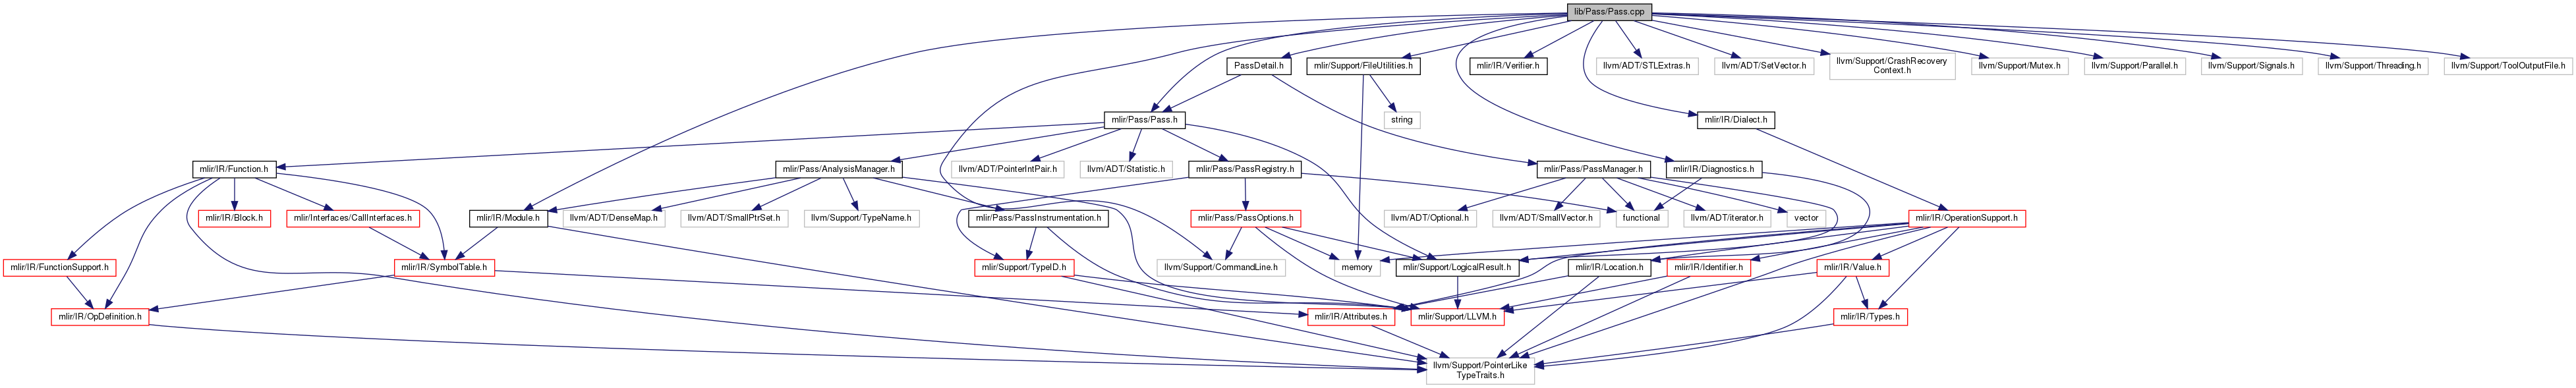 lib/Pass/Pass.cpp
PassDetail.h
mlir/Support/FileUtilities.h
mlir/IR/Verifier.h
llvm/ADT/STLExtras.h
llvm/ADT/SetVector.h
llvm/Support/CrashRecovery
Context.h
llvm/Support/Mutex.h
llvm/Support/Parallel.h
llvm/Support/Signals.h
llvm/Support/Threading.h
llvm/Support/ToolOutputFile.h
mlir/Pass/Pass.h
string
mlir/IR/Dialect.h
mlir/IR/Function.h
mlir/Pass/AnalysisManager.h
llvm/ADT/PointerIntPair.h
llvm/ADT/Statistic.h
mlir/Pass/PassRegistry.h
mlir/Pass/PassManager.h
mlir/IR/Diagnostics.h
mlir/IR/Block.h
mlir/Interfaces/CallInterfaces.h
mlir/IR/Module.h
llvm/ADT/DenseMap.h
llvm/ADT/SmallPtrSet.h
llvm/Support/TypeName.h
mlir/Pass/PassInstrumentation.h
mlir/Pass/PassOptions.h
functional
llvm/ADT/Optional.h
llvm/ADT/SmallVector.h
llvm/ADT/iterator.h
vector
mlir/IR/OperationSupport.h
mlir/IR/FunctionSupport.h
mlir/IR/SymbolTable.h
mlir/Support/TypeID.h
llvm/Support/CommandLine.h
memory
mlir/Support/LogicalResult.h
mlir/IR/Location.h
mlir/IR/Identifier.h
mlir/IR/Value.h
mlir/IR/OpDefinition.h
mlir/IR/Attributes.h
mlir/Support/LLVM.h
mlir/IR/Types.h
llvm/Support/PointerLike
TypeTraits.h